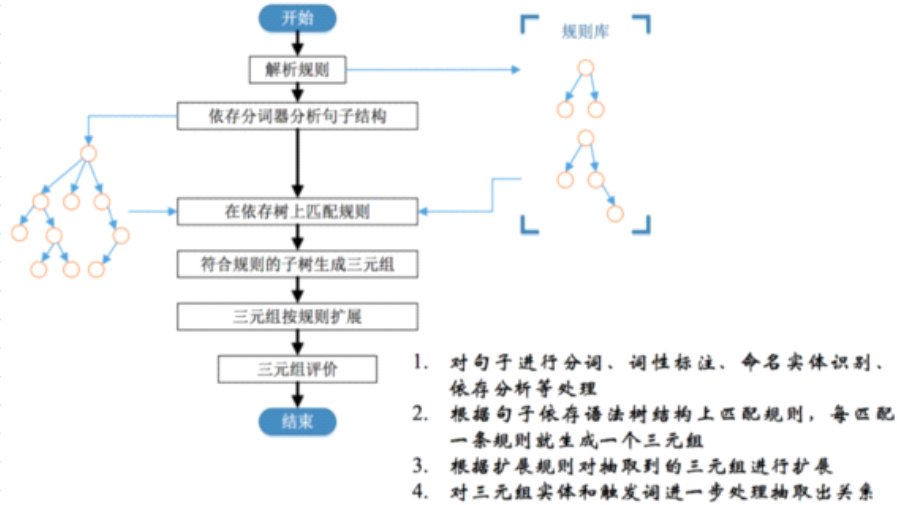 开始
规则库
解析规则
依存分词器分析句子结构
在依存树上匹配规则
符合规则的子树生成三元组
三元组按规则扩展
三元组评价
结束
1. 对句子进行分词、词性标注、命名实体识别、
依存分析等处理
2. 根据句子依存语法树结构上匹配规则，每匹配
一条规则就生成一个三元组
3. 根据扩展规则对抽取到的三元组进行扩展
4. 对三元组实体和触发词进一步处理抽取出关系